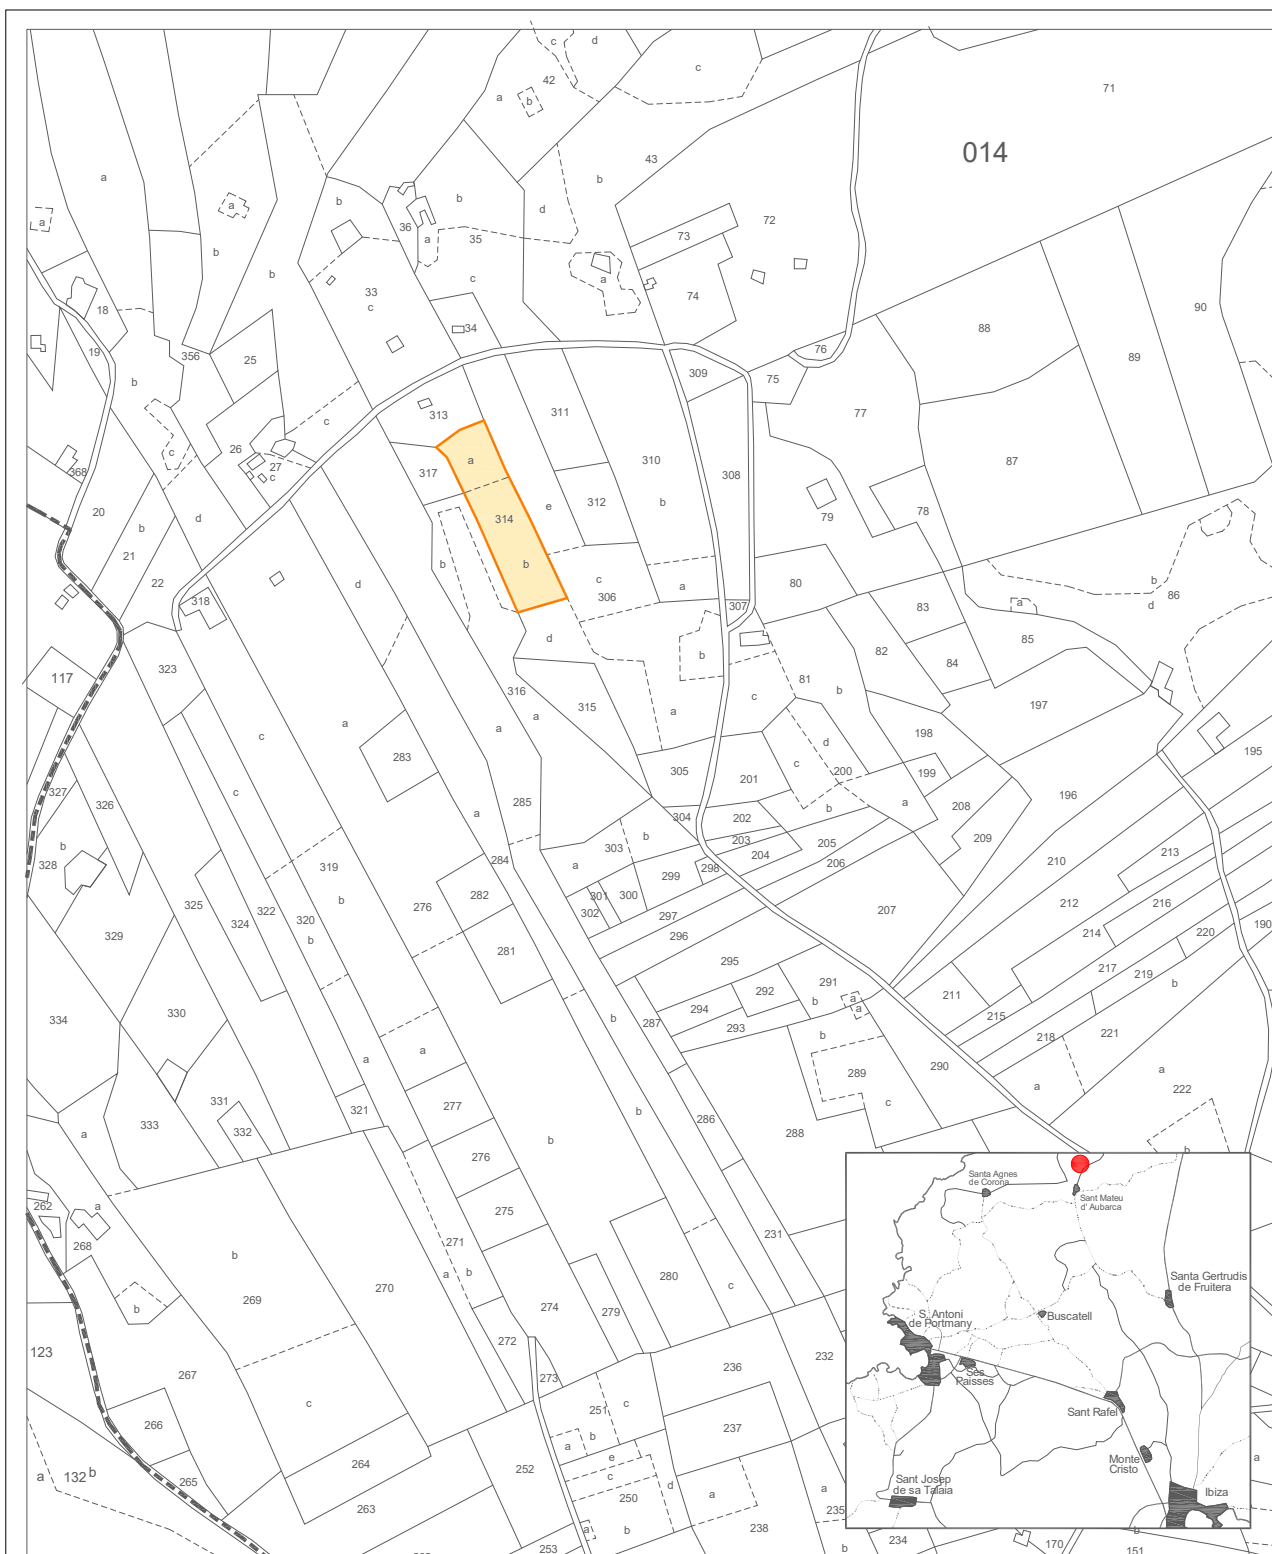 c
d
42
a
b
c
71
014
43
b
a
a
a
b
b
b
36
a
b
35
d
c
72
73
74
a
33
c
34
18
19
356
25
b
c
26
27
c
c
368
20
b
21
d
22
318
313
317
a
314
b
e
311
312
310
b
309
308
307
306
c
a
d
b
75
76
77
78
79
80
88
87
89
90
b
d
86
a
83
84
85
82
81
b
117
323
c
c
a
283
d
316
a
a
315
a
b
c
d
c
200
198
199
a
197
196
195
327
326
b
328
329
325
324
322
319
b
320
b
276
284
282
281
285
a
305
304
303
b
a
301
302
300
299
298
297
296
201
202
203
204
b
205
206
208
209
207
210
212
213
214
216
217
219
220
190
b
334
330
331
332
333
a
a
a
321
277
276
275
b
b
b
287
286
295
294
292
293
291
b
a
a
b
289
c
290
288
211
215
218
221
a
a
222
b
262
268
a
b
b
269
270
a
b
271
274
279
280
c
231
272
273
232
236
237
123
267
266
265
c
264
263
132
a
b
252
253
251
c
a
b
e
c
250
d
a
a
b
238
a
235
b
234
170
b
151
a
Santa Agnes
de Corona
Sant Mateu
d' Aubarca
Santa Gertrudis
de Fruitera
Buscatell
S. Antoni
de Portmany
Ses
Paisses
Sant Rafel
Monte
Cristo
Ibiza
Sant Josep
de sa Talaia